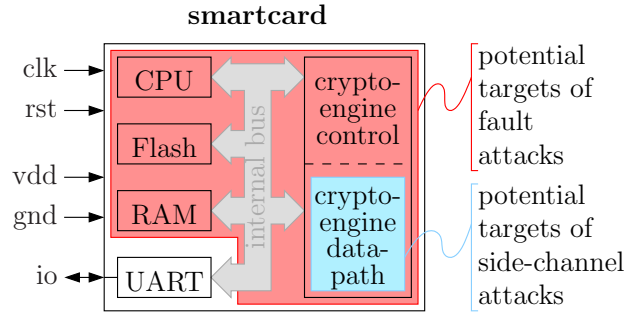 smartcard
clk
rst
vdd
gnd
io
CPU
Flash
RAM
UART
internal bus
crypto-
engine
control
crypto-
engine
data-
path
potential
targets of
fault
attacks
potential
targets of
side-channel
attacks